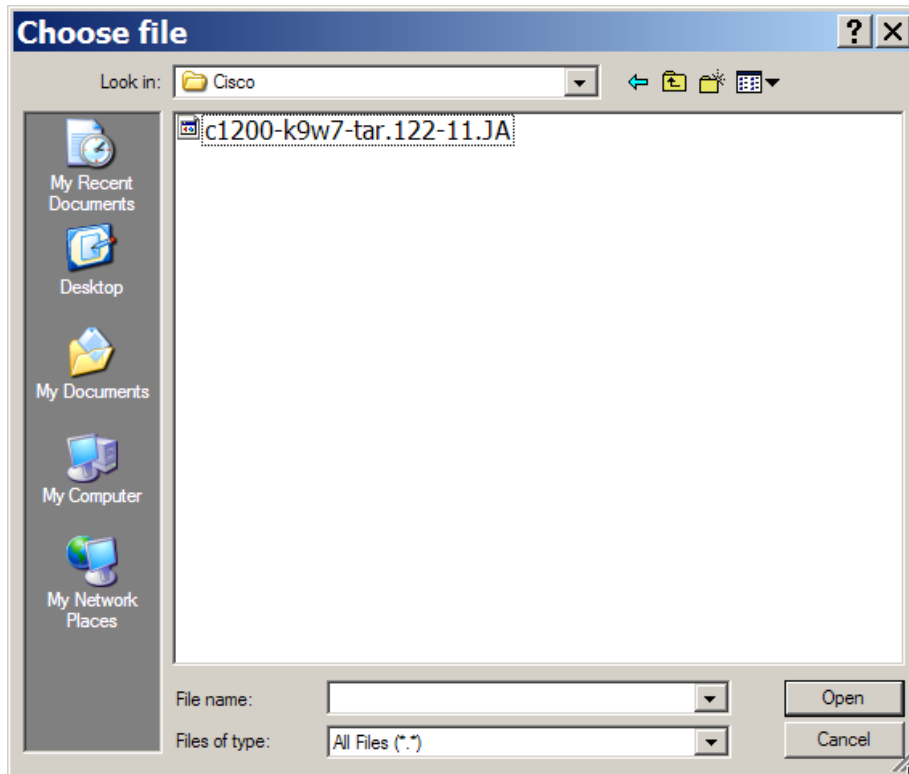 Choose file
Look in: Cisco
c1200-k9w7-tar.122-11.JA
My Recent
Documents
Desktop
My Documents
My Computer
My Network
Places
File name:
Open
Files of type: All Files (*.*)
Cancel